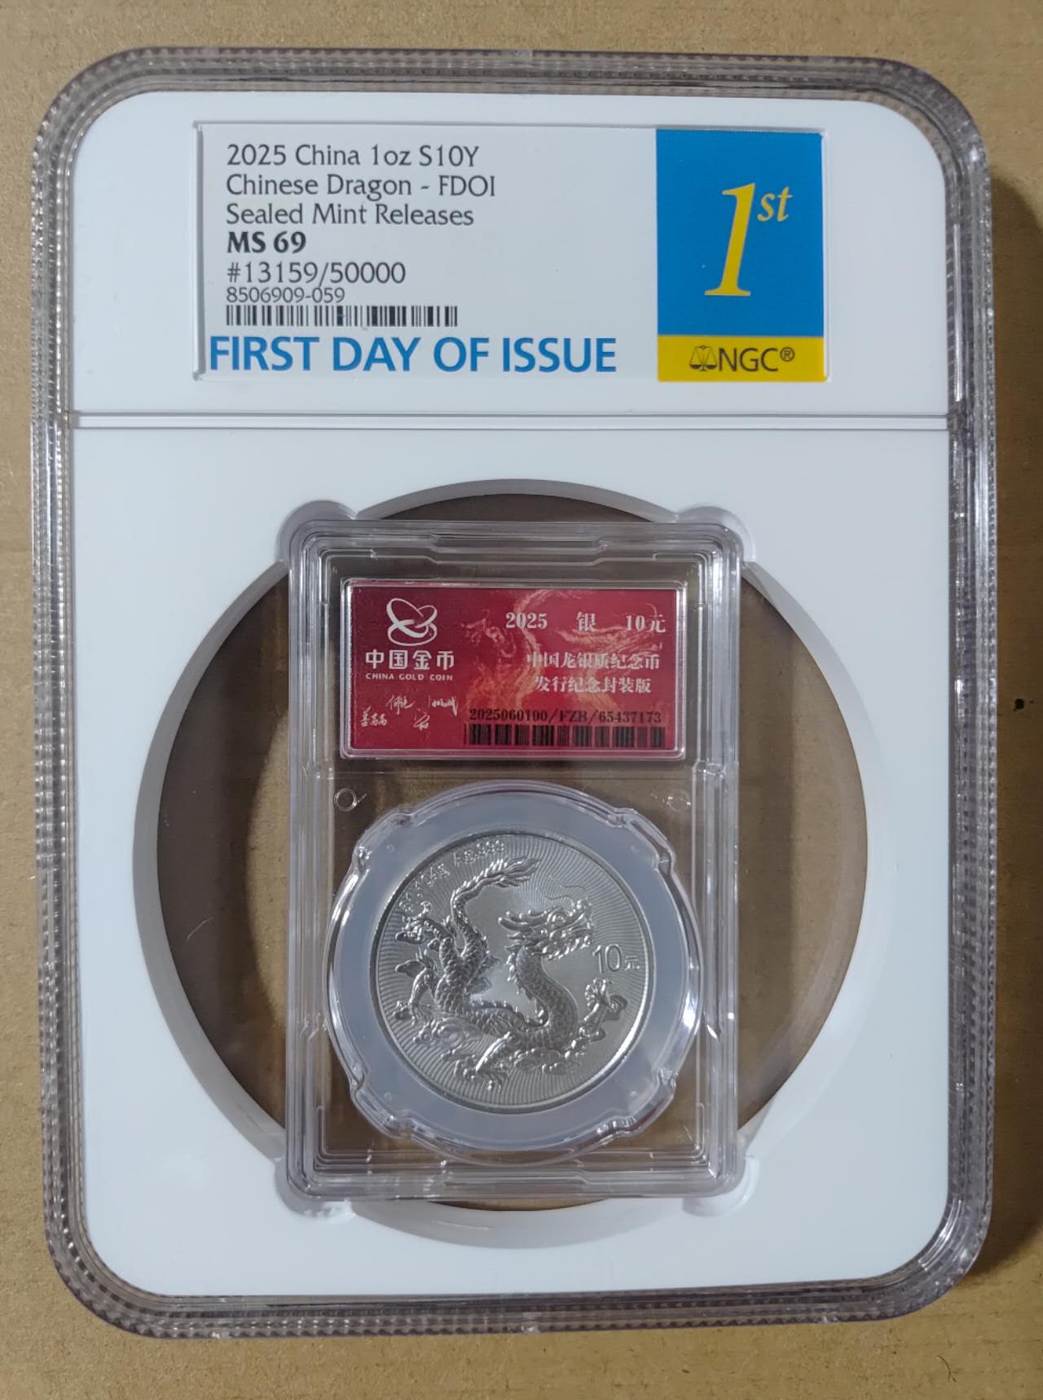 2025 China 1oz S10Y
Chinese Dragon - FDOI
Sealed Mint Releases
MS 69
#13159/50000
8506909-059
FIRST DAY OF ISSUE
1st
NGC®
中国金币
CHINA GOLD COIN
2025 银 10元
中国龙银质纪念币
发行纪念封装版
2025060100/FZB/65437173
10元